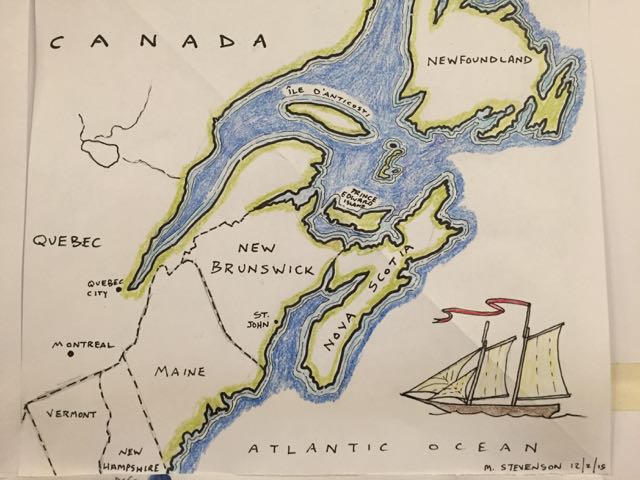 CANADA
NEWFOUNDLAND
ÎLE D'ANTICOSTI
PRINCE
EDWARD
ISLAND
QUEBEC
NEW
BRUNSWICK
NOVA SCOTIA
QUEBEC
CITY
ST.
JOHN
MONTREAL
MAINE
VERMONT
NEW
HAMPSHIRE
ATLANTIC OCEAN
M. STEVENSON 12/2/15